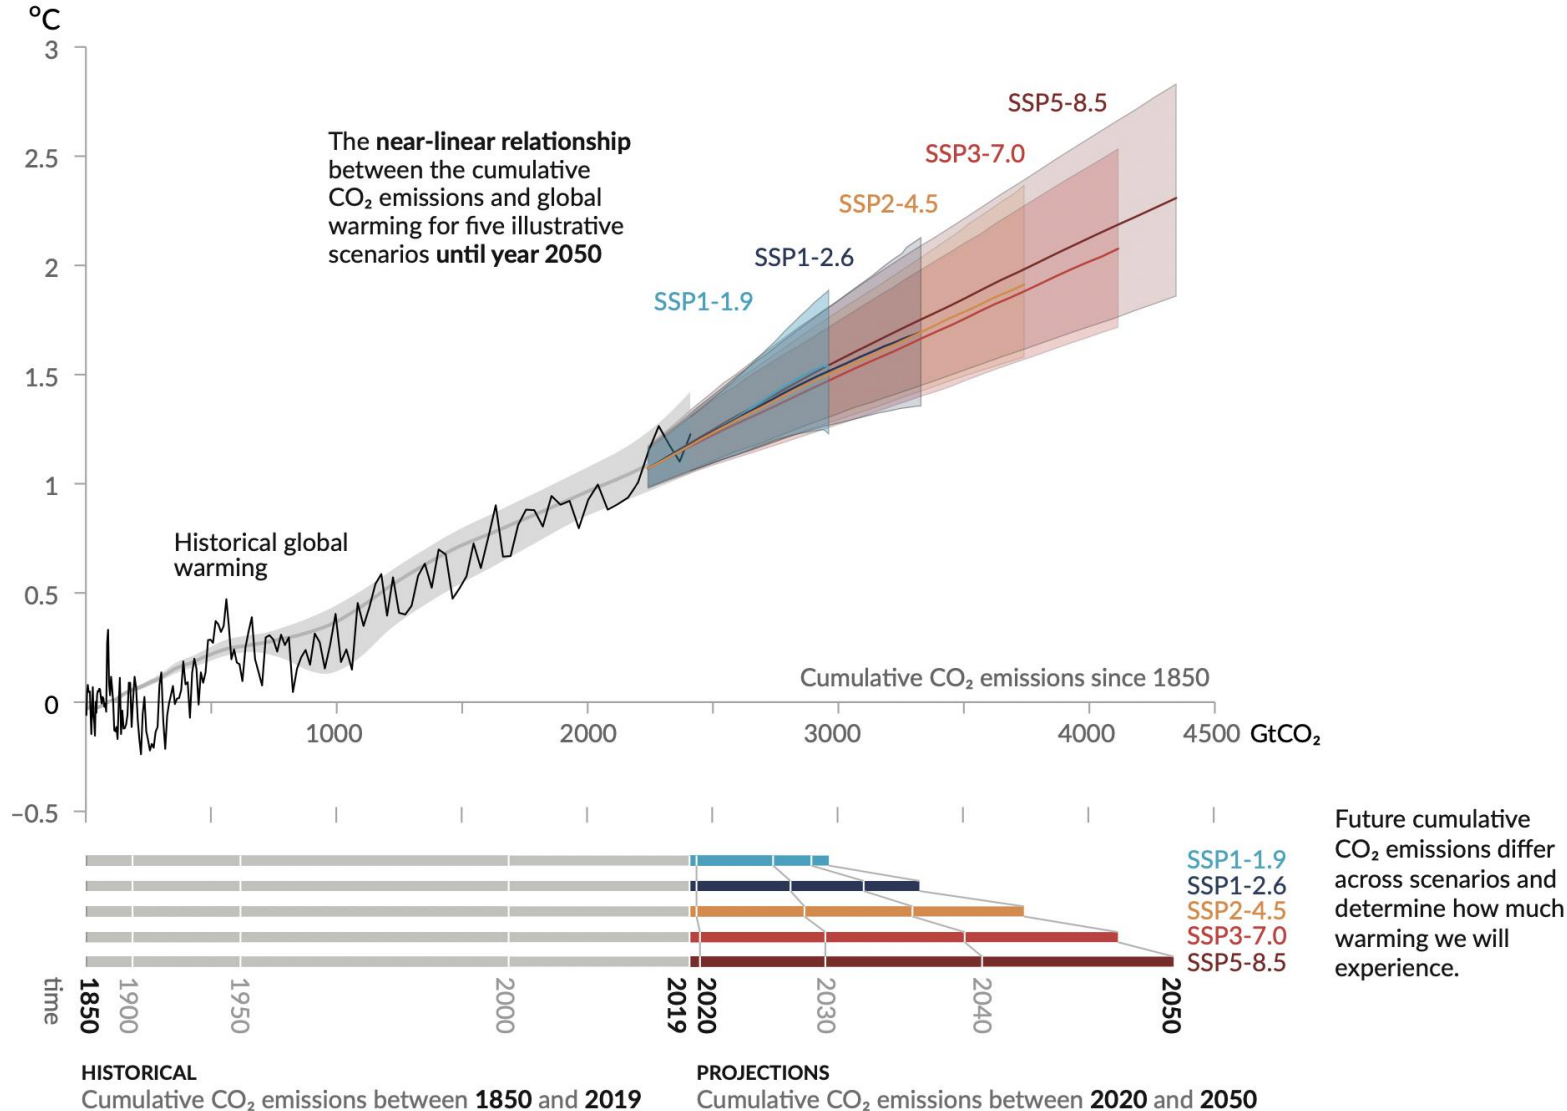 °C
3
2.5
2
1.5
1
0.5
0
−0.5
The near-linear relationship
between the cumulative
CO₂ emissions and global
warming for five illustrative
scenarios until year 2050
SSP5-8.5
SSP3-7.0
SSP2-4.5
SSP1-2.6
SSP1-1.9
Historical global
warming
Cumulative CO₂ emissions since 1850
1000
2000
3000
4000
4500 GtCO₂
SSP1-1.9
SSP1-2.6
SSP2-4.5
SSP3-7.0
SSP5-8.5
Future cumulative
CO₂ emissions differ
across scenarios and
determine how much
warming we will
experience.
time
1850
1900
1950
2000
2019
2020
2030
2040
2050
HISTORICAL
Cumulative CO₂ emissions between 1850 and 2019
PROJECTIONS
Cumulative CO₂ emissions between 2020 and 2050